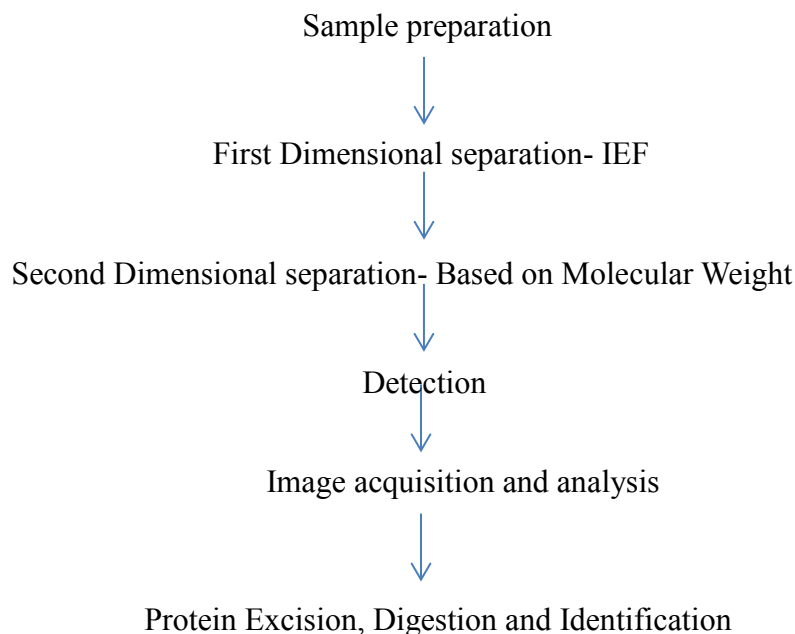 Sample preparation
First Dimensional separation- IEF
Second Dimensional separation- Based on Molecular Weight
Detection
Image acquisition and analysis
Protein Excision, Digestion and Identification